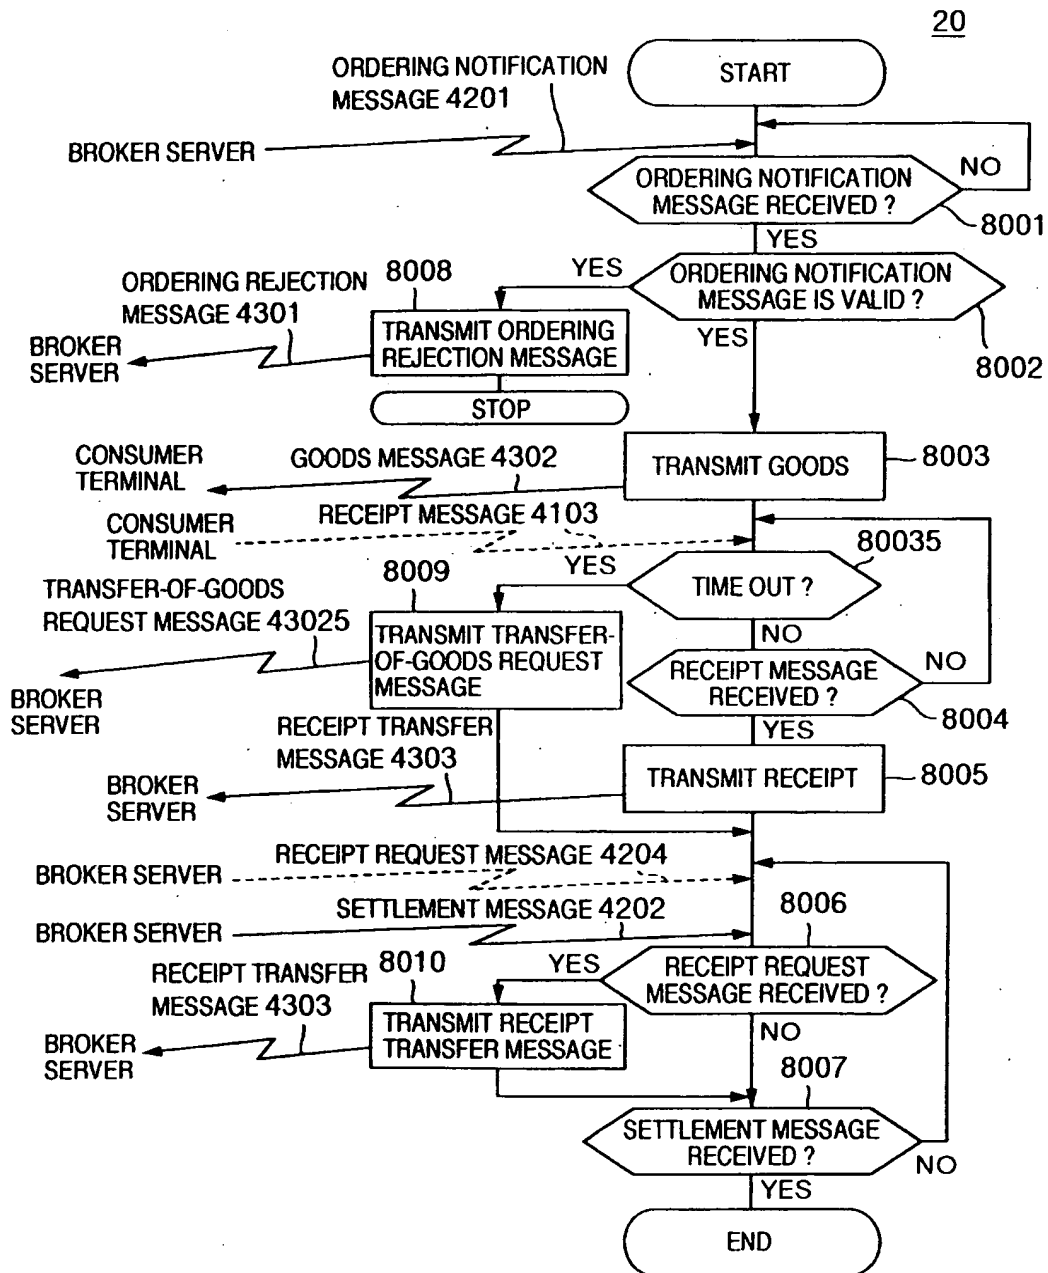 20
START
ORDERING NOTIFICATION
MESSAGE 4201
BROKER SERVER
NO
ORDERING NOTIFICATION
MESSAGE RECEIVED ?
8001
YES
ORDERING NOTIFICATION
MESSAGE IS VALID ?
8002
YES
YES
8008
TRANSMIT ORDERING
REJECTION MESSAGE
STOP
ORDERING REJECTION
MESSAGE 4301
BROKER
SERVER
TRANSMIT GOODS
8003
GOODS MESSAGE 4302
CONSUMER
TERMINAL
RECEIPT MESSAGE 4103
CONSUMER
TERMINAL
80035
TIME OUT ?
YES
NO
8009
TRANSMIT TRANSFER-
OF-GOODS REQUEST
MESSAGE
TRANSFER-OF-GOODS
REQUEST MESSAGE 43025
BROKER
SERVER
RECEIPT MESSAGE
RECEIVED ?
NO
8004
YES
TRANSMIT RECEIPT
8005
RECEIPT TRANSFER
MESSAGE 4303
BROKER
SERVER
RECEIPT REQUEST MESSAGE 4204
BROKER SERVER
SETTLEMENT MESSAGE 4202
BROKER SERVER
8006
RECEIPT REQUEST
MESSAGE RECEIVED ?
YES
NO
8010
TRANSMIT RECEIPT
TRANSFER MESSAGE
RECEIPT TRANSFER
MESSAGE 4303
BROKER
SERVER
8007
SETTLEMENT MESSAGE
RECEIVED ?
NO
YES
END